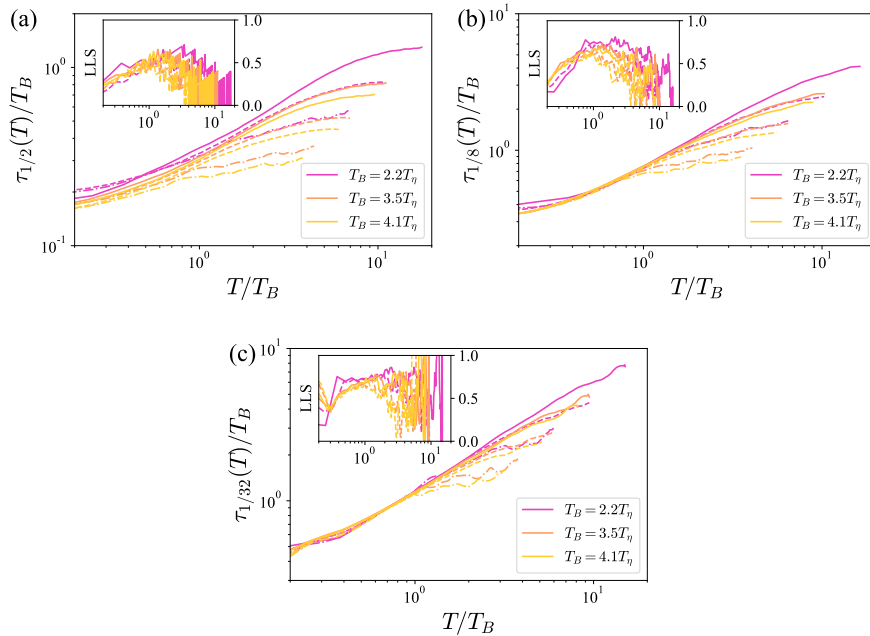 (a)
LLS
1.0
0.5
0.0
10^0
10^1
τ_{1/2}(T)/T_B
10^0
10^{-1}
T_B = 2.2T_η
T_B = 3.5T_η
T_B = 4.1T_η
10^0
10^1
T/T_B
(b)
LLS
1.0
0.5
0.0
10^0
10^1
τ_{1/8}(T)/T_B
10^1
10^0
T_B = 2.2T_η
T_B = 3.5T_η
T_B = 4.1T_η
10^0
10^1
T/T_B
(c)
LLS
1.0
0.5
0.0
10^0
10^1
τ_{1/32}(T)/T_B
10^1
10^0
T_B = 2.2T_η
T_B = 3.5T_η
T_B = 4.1T_η
10^0
10^1
T/T_B